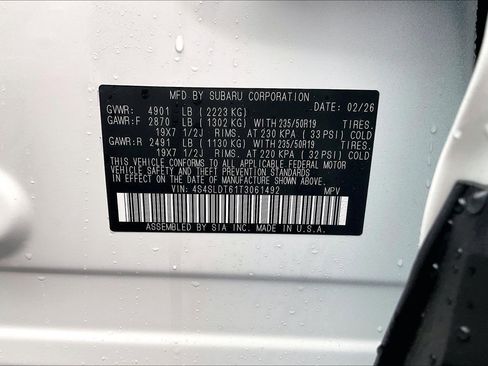 MFD BY SUBARU CORPORATION
GVWR: 4901 LB ( 2223 KG) DATE: 02/26
GAWR:F 2870 LB ( 1302 KG) WITH 235/50R19 TIRES.
19X7 1/2J RIMS. AT 230 KPA ( 33 PSI) COLD
GAWR:R 2491 LB ( 1130 KG) WITH 235/50R19 TIRES.
19X7 1/2J RIMS. AT 220 KPA ( 32 PSI) COLD
THIS VEHICLE CONFORMS TO ALL APPLICABLE FEDERAL MOTOR
VEHICLE SAFETY, BUMPER, AND THEFT PREVENTION STANDARDS
IN EFFECT ON THE DATE OF MANUFACTURE SHOWN ABOVE.
VIN: 4S4SLDT61T3061492 MPV
ASSEMBLED BY SIA INC. MADE IN U.S.A.